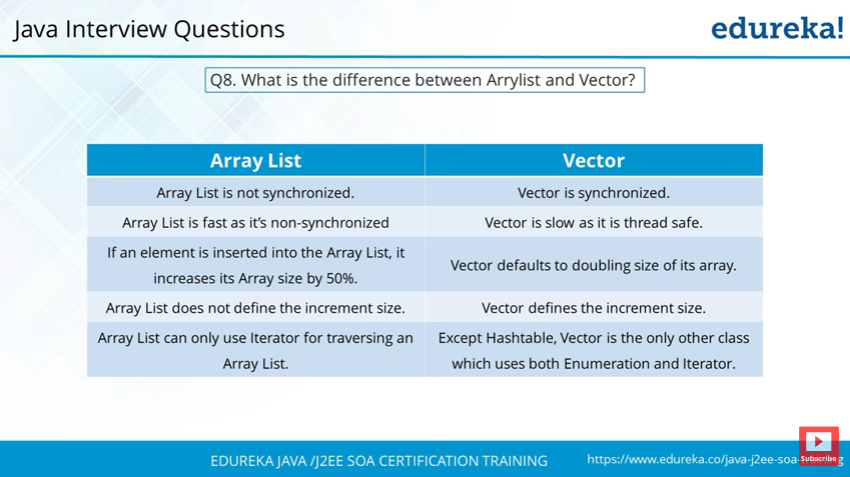 Java Interview Questions
edureka!
Q8. What is the difference between Arrylist and Vector?
Array List
Vector
Array List is not synchronized.
Vector is synchronized.
Array List is fast as it's non-synchronized
Vector is slow as it is thread safe.
If an element is inserted into the Array List, it
increases its Array size by 50%.
Vector defaults to doubling size of its array.
Array List does not define the increment size.
Vector defines the increment size.
Array List can only use Iterator for traversing an
Array List.
Except Hashtable, Vector is the only other class
which uses both Enumeration and Iterator.
EDUREKA JAVA /J2EE SOA CERTIFICATION TRAINING
https://www.edureka.co/java-j2ee-soa-
Subscribe